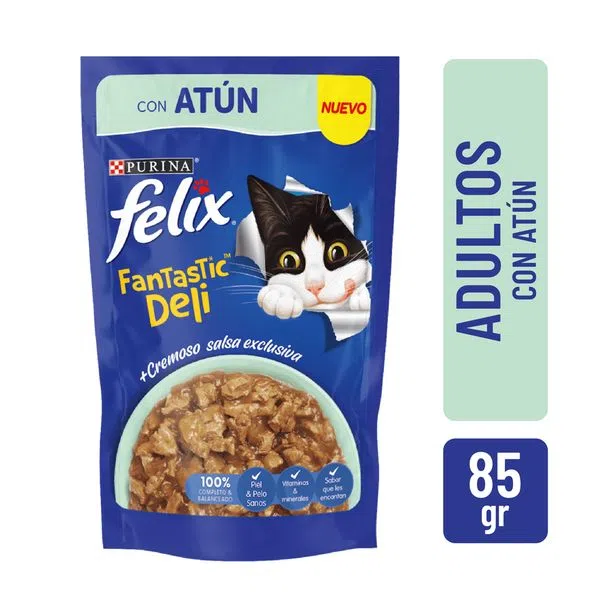 CON ATÚN
NUEVO
PURINA®
felix®
FanTasTic™
Deli
+Cremoso salsa exclusiva
100%
COMPLETO &
BALANCEADO
Piel
& Pelo
Sanos
Vitaminas
&
minerales
Sabor
que les
encantan
ADULTOS
CON ATÚN
85
gr